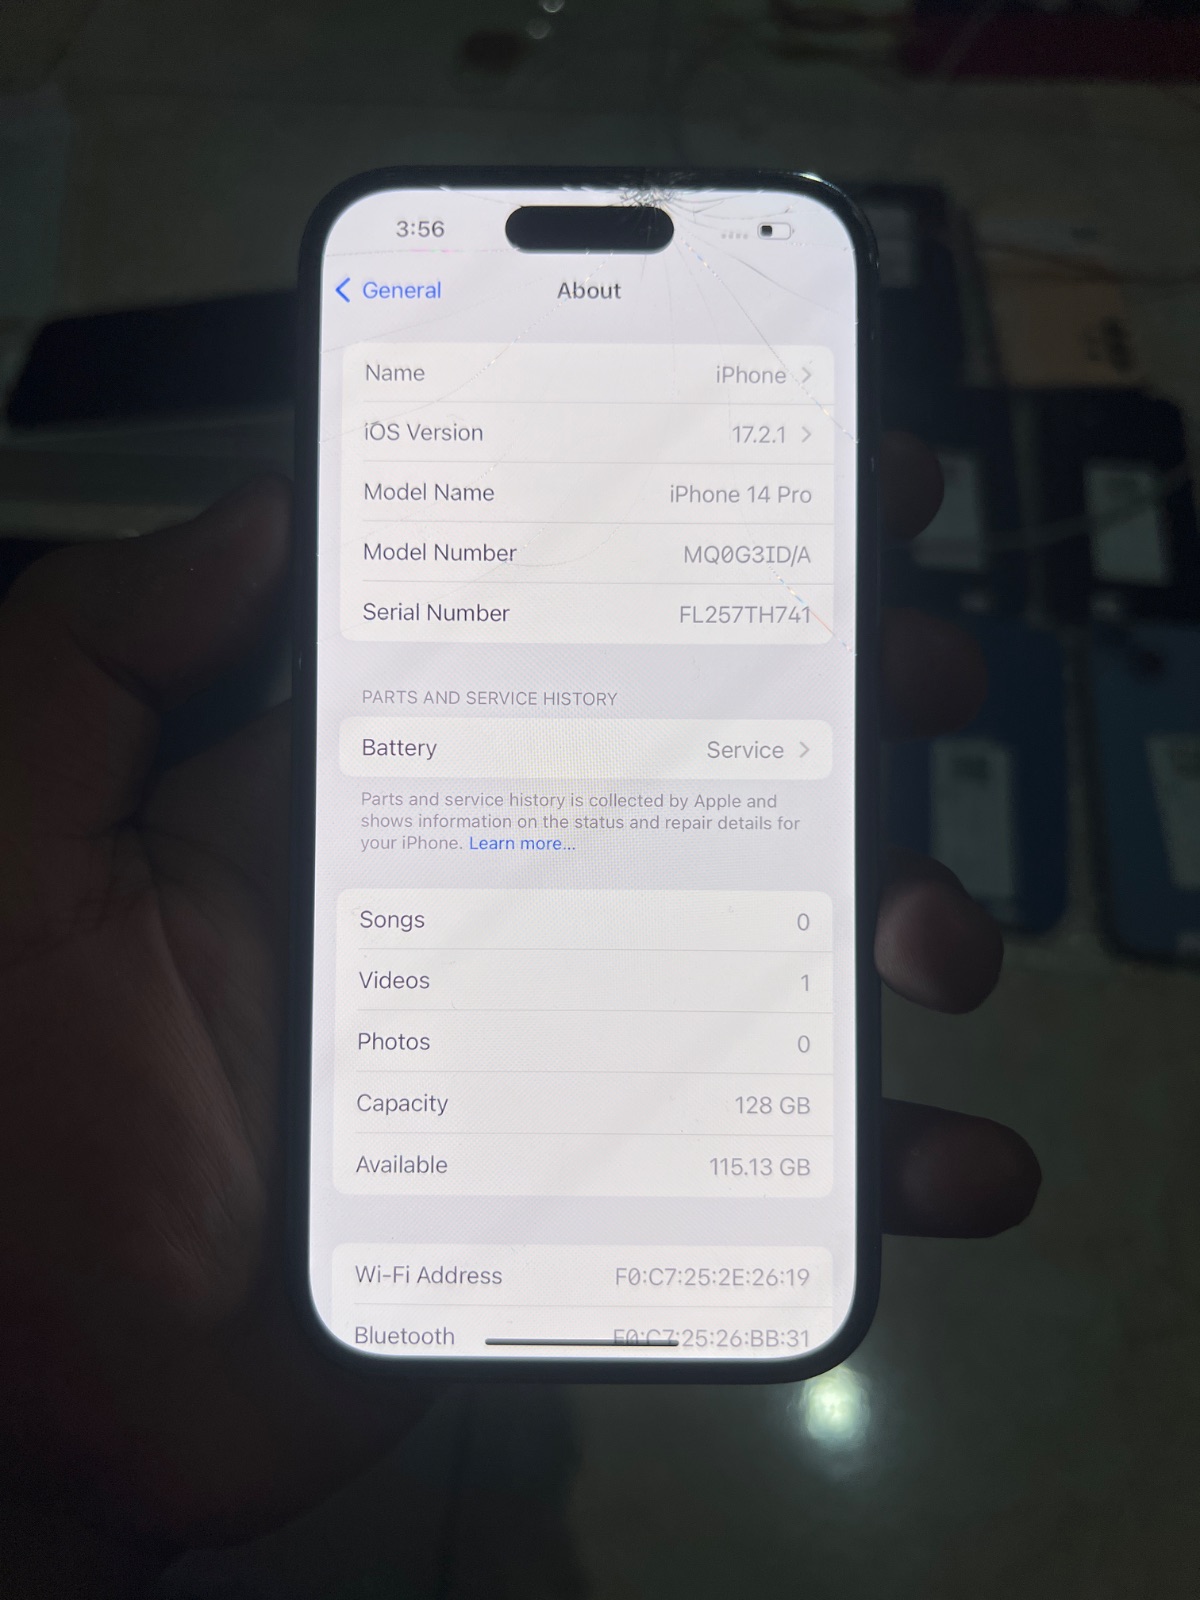 3:56
General
About
Name iPhone
iOS Version 17.2.1
Model Name iPhone 14 Pro
Model Number MQ0G3ID/A
Serial Number FL257TH741
PARTS AND SERVICE HISTORY
Battery Service
Parts and service history is collected by Apple and
shows information on the status and repair details for
your iPhone. Learn more...
Songs 0
Videos 1
Photos 0
Capacity 128 GB
Available 115.13 GB
Wi-Fi Address F0:C7:25:2E:26:19
Bluetooth F0:C7:25:26:BB:31